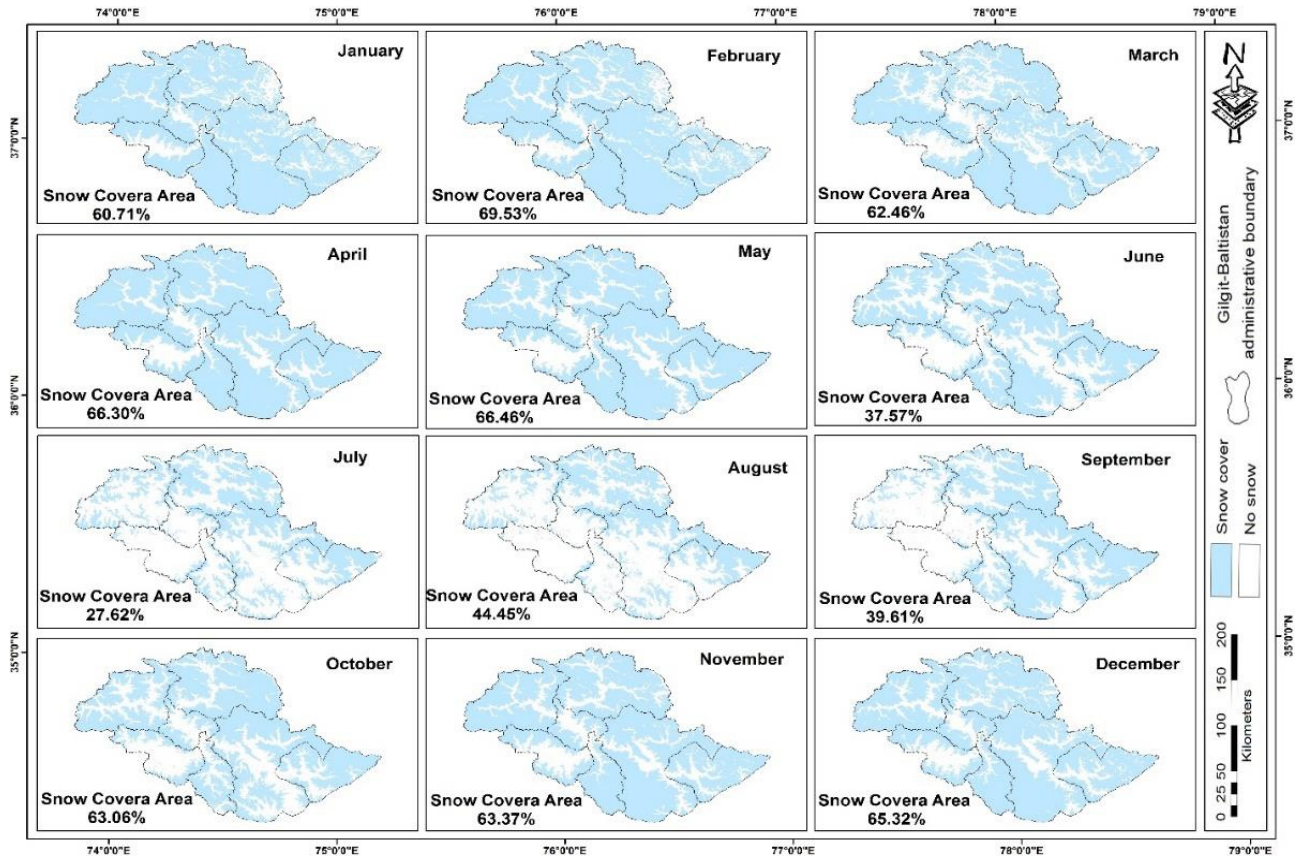 74°0'0"E 75°0'0"E 76°0'0"E 77°0'0"E 78°0'0"E 79°0'0"E
37°0'0"N
36°0'0"N
35°0'0"N
January
Snow Covera Area
60.71%
February
Snow Covera Area
69.53%
March
Snow Covera Area
62.46%
April
Snow Covera Area
66.30%
May
Snow Covera Area
66.46%
June
Snow Covera Area
37.57%
July
Snow Covera Area
27.62%
August
Snow Covera Area
44.45%
September
Snow Covera Area
39.61%
October
Snow Covera Area
63.06%
November
Snow Covera Area
63.37%
December
Snow Covera Area
65.32%
N
Gilgit-Baltistan
administrative boundary
Snow cover
No snow
0 25 50 100 150 200
Kilometers
37°0'0"N
36°0'0"N
35°0'0"N
74°0'0"E 75°0'0"E 76°0'0"E 77°0'0"E 78°0'0"E 79°0'0"E